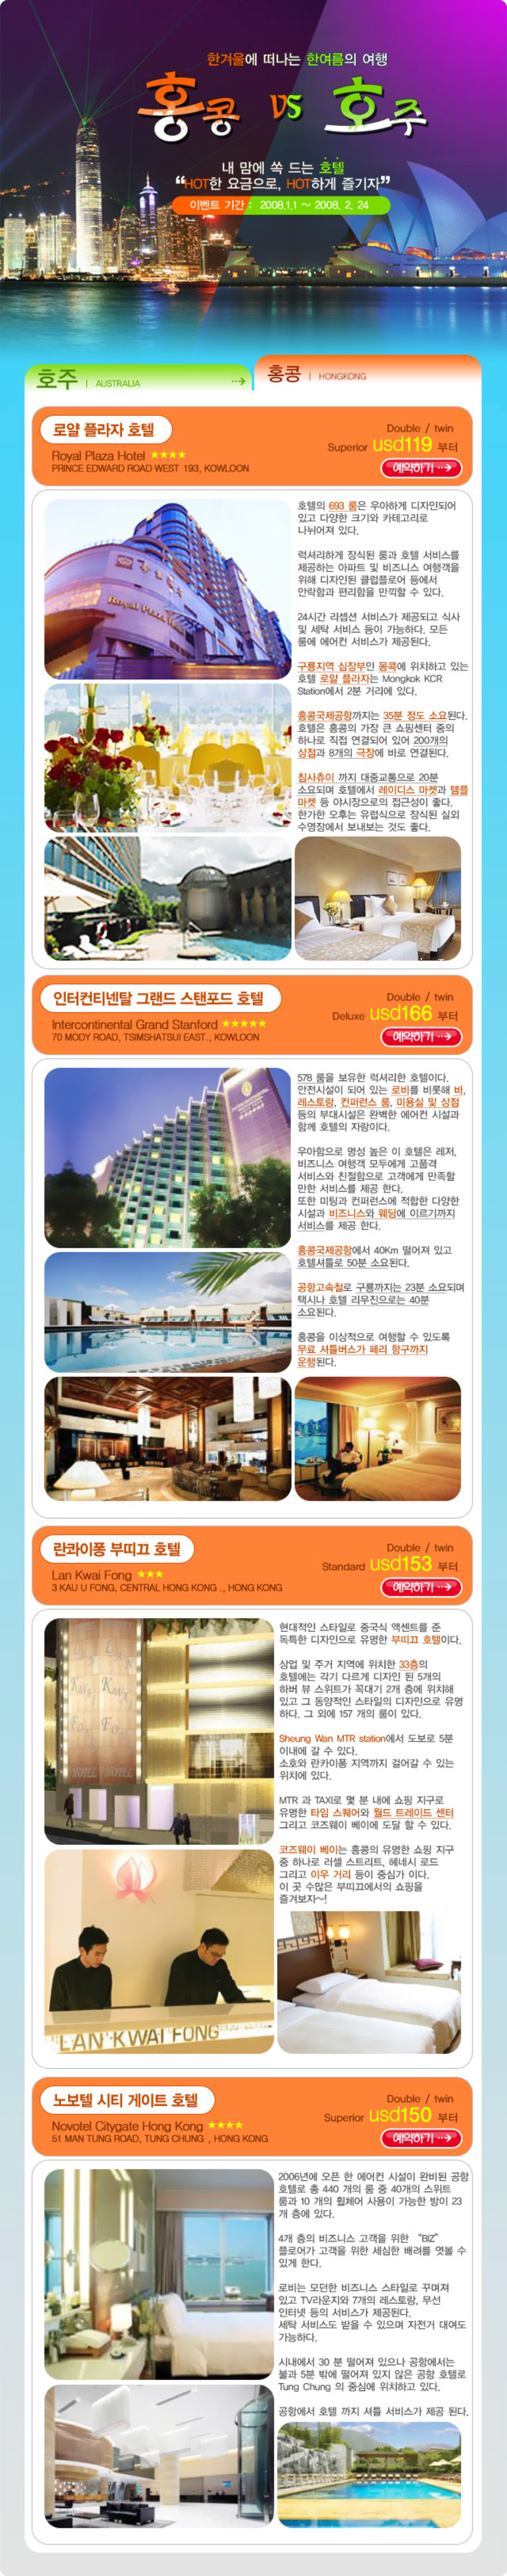 한겨울에 떠나는 한여름의 여행
홍콩 VS 호주
내 맘에 쏙 드는 호텔
“HOT한 요금으로, HOT하게 즐기자”
이벤트 기간 : 2008.1.1 ~ 2008. 2. 24
호주 | AUSTRALIA
홍콩 | HONGKONG
로얄 플라자 호텔
Royal Plaza Hotel ★★★★
PRINCE EDWARD ROAD WEST 193, KOWLOON
Double / twin
Superior usd119 부터
예약하기
Royal Plaza
호텔의 693 룸은 우아하게 디자인되어
있고 다양한 크기와 카테고리로
나뉘어져 있다.
럭셔리하게 장식된 룸과 호텔 서비스를
제공하는 아파트 및 비즈니스 여행객을
위해 디자인된 클럽플로어 등에서
안락함과 편리함을 만끽할 수 있다.
24시간 리셉션 서비스가 제공되고 식사
및 세탁 서비스 등이 가능하다. 모든
룸에 에어컨 서비스가 제공된다.
구룡지역 심장부인 몽콕에 위치하고 있는
호텔 로얄 플라자는 Mongkok KCR
Station에서 2분 거리에 있다.
홍콩국제공항까지는 35분 정도 소요된다.
호텔은 홍콩의 가장 큰 쇼핑센터 중의
하나로 직접 연결되어 있어 200개의
상점과 8개의 극장에 바로 연결된다.
침사츄이 까지 대중교통으로 20분
소요되며 호텔에서 레이디스 마켓과 템플
마켓 등 야시장으로의 접근성이 좋다.
한가한 오후는 유럽식으로 장식된 실외
수영장에서 보내보는 것도 좋다.
인터컨티넨탈 그랜드 스탠포드 호텔
Intercontinental Grand Stanford ★★★★★
70 MODY ROAD, TSIMSHATSUI EAST., KOWLOON
Double / twin
Deluxe usd166 부터
예약하기
578 룸을 보유한 럭셔리한 호텔이다.
안전시설이 되어 있는 로비를 비롯해 바,
레스토랑, 컨퍼런스 룸, 미용실 및 상점
등의 부대시설은 완벽한 에어컨 시설과
함께 호텔의 자랑이다.
우아함으로 명성 높은 이 호텔은 레저,
비즈니스 여행객 모두에게 고품격
서비스와 친절함으로 고객에게 만족할
만한 서비스를 제공 한다.
또한 미팅과 컨퍼런스에 적합한 다양한
시설과 비즈니스와 웨딩에 이르기까지
서비스를 제공 한다.
홍콩국제공항에서 40Km 떨어져 있고
호텔셔틀로 50분 소요된다.
공항고속철로 구룡까지는 23분 소요되며
택시나 호텔 리무진으로는 40분
소요된다.
홍콩을 이상적으로 여행할 수 있도록
무료 셔틀버스가 페리 항구까지
운행된다.
란콰이퐁 부띠끄 호텔
Lan Kwai Fong ★★★
3 KAU U FONG, CENTRAL HONG KONG ., HONG KONG
Double / twin
Standard usd153 부터
예약하기
현대적인 스타일로 중국식 액센트를 준
독특한 디자인으로 유명한 부띠끄 호텔이다.
상업 및 주거 지역에 위치한 33층의
호텔에는 각기 다르게 디자인 된 5개의
하버 뷰 스위트가 꼭대기 2개 층에 위치해
있고 그 동양적인 스타일의 디자인으로 유명
하다. 그 외에 157 개의 룸이 있다.
Sheung Wan MTR station에서 도보로 5분
이내에 갈 수 있다.
소호와 란카이퐁 지역까지 걸어갈 수 있는
위치에 있다.
MTR 과 TAXI로 몇 분 내에 쇼핑 지구로
유명한 타임 스퀘어와 월드 트레이드 센터
그리고 코즈웨이 베이에 도달 할 수 있다.
코즈웨이 베이는 홍콩의 유명한 쇼핑 지구
중 하나로 러셀 스트리트, 헤네시 로드
그리고 이우 거리 등이 중심가 이다.
이 곳 수많은 부띠끄에서의 쇼핑을
즐겨보자~!
LAN KWAI FONG
노보텔 시티 게이트 호텔
Novotel Citygate Hong Kong ★★★★
51 MAN TUNG ROAD, TUNG CHUNG , HONG KONG
Double / twin
Superior usd150 부터
예약하기
2006년에 오픈 한 에어컨 시설이 완비된 공항
호텔로 총 440 개의 룸 중 40개의 스위트
룸과 10 개의 휠체어 사용이 가능한 방이 23
개 층에 있다.
4개 층의 비즈니스 고객을 위한 “BIZ”
플로어가 고객을 위한 세심한 배려를 엿볼 수
있게 한다.
로비는 모던한 비즈니스 스타일로 꾸며져
있고 TV라운지와 7개의 레스토랑, 무선
인터넷 등의 서비스가 제공된다.
세탁 서비스도 받을 수 있으며 자전거 대여도
가능하다.
시내에서 30 분 떨어져 있으나 공항에서는
불과 5분 밖에 떨어져 있지 않은 공항 호텔로
Tung Chung 의 중심에 위치하고 있다.
공항에서 호텔 까지 셔틀 서비스가 제공 된다.